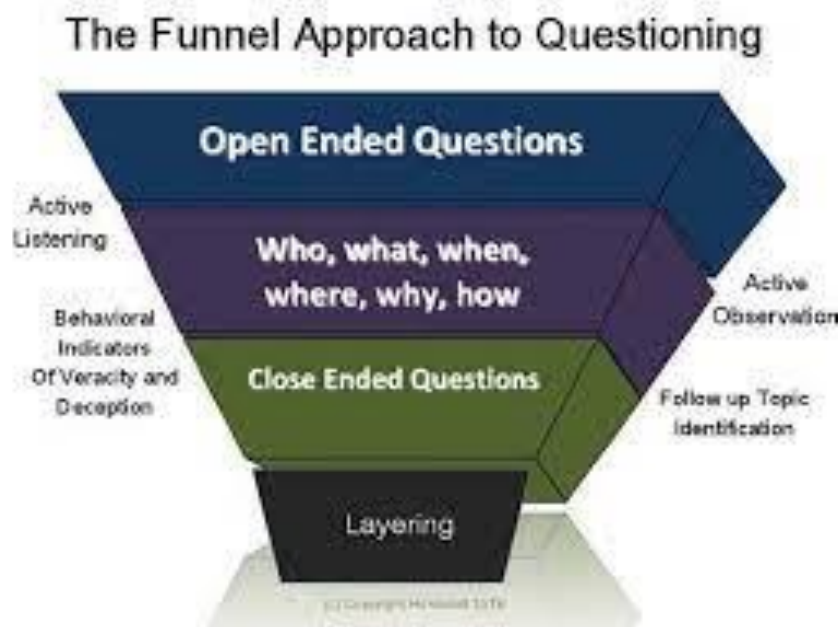 The Funnel Approach to Questioning
Open Ended Questions
Active
Listening
Who, what, when,
where, why, how
Active
Observation
Behavioral
Indicators
Of Veracity and
Deception
Close Ended Questions
Follow up Topic
Identification
Layering
(c) Copyright